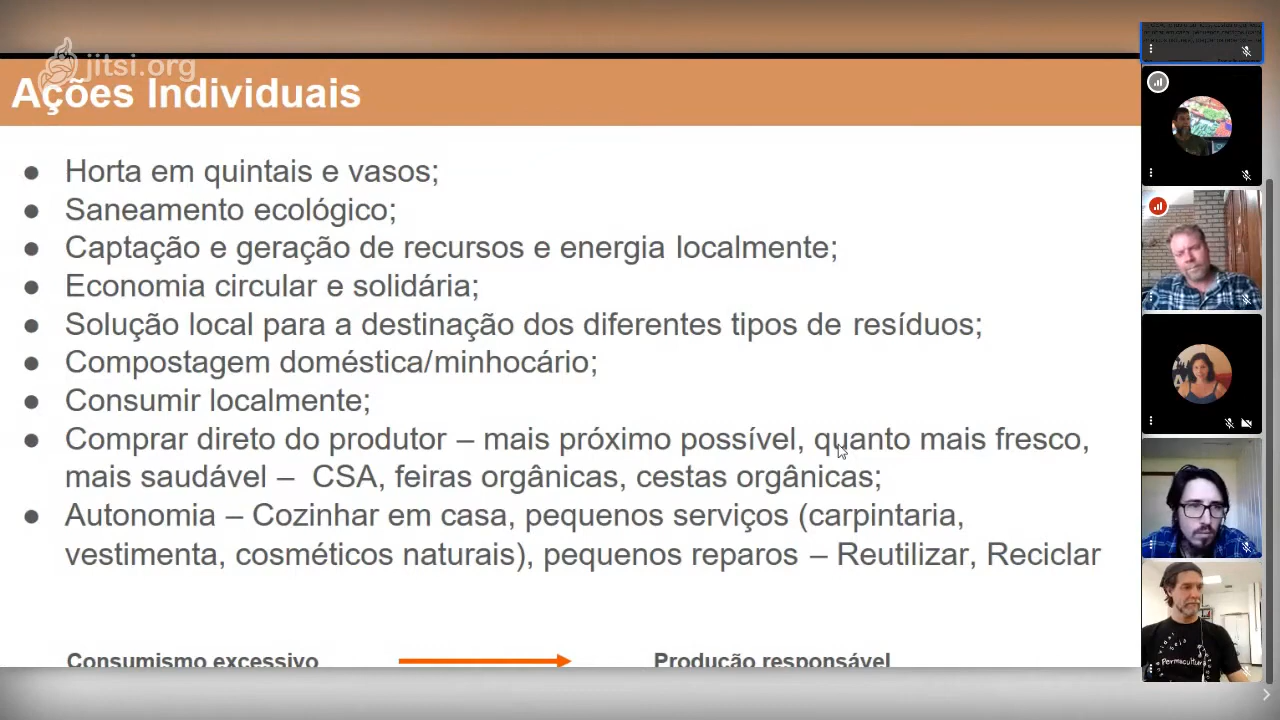 jitsi.org
Ações Individuais
● Horta em quintais e vasos;
● Saneamento ecológico;
● Captação e geração de recursos e energia localmente;
● Economia circular e solidária;
● Solução local para a destinação dos diferentes tipos de resíduos;
● Compostagem doméstica/minhocário;
● Consumir localmente;
● Comprar direto do produtor – mais próximo possível, quanto mais fresco,
mais saudável – CSA, feiras orgânicas, cestas orgânicas;
● Autonomia – Cozinhar em casa, pequenos serviços (carpintaria,
vestimenta, cosméticos naturais), pequenos reparos – Reutilizar, Reciclar
Consumismo excessivo
Produção responsável
Permacultura